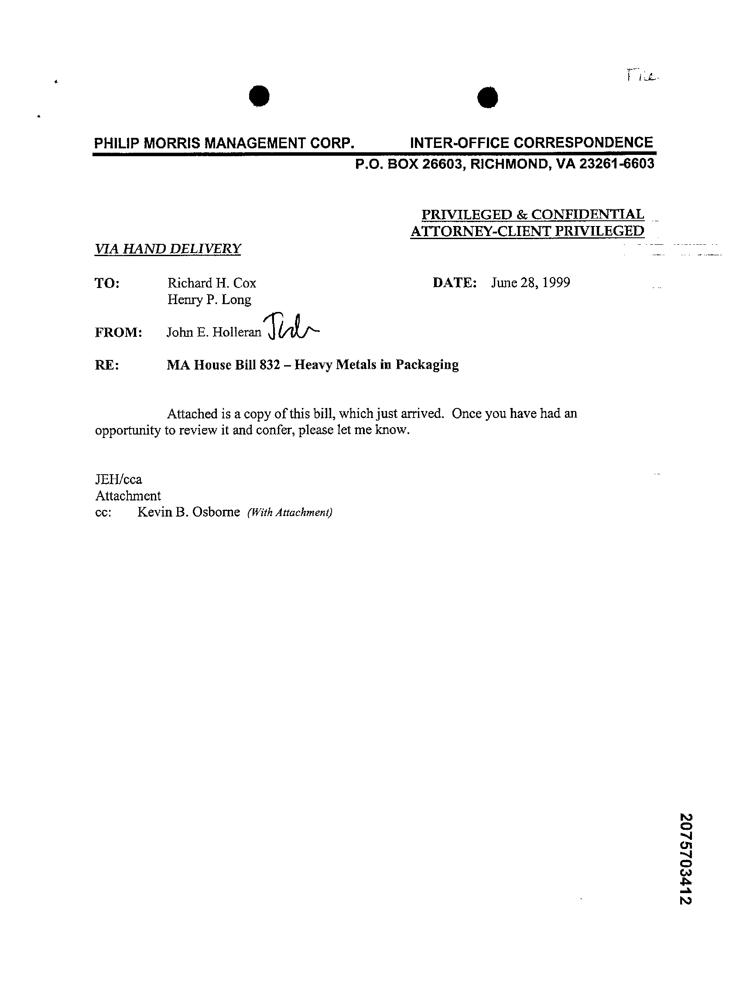 File
PHILIP MORRIS MANAGEMENT CORP. INTER-OFFICE CORRESPONDENCE
P.O. BOX 26603, RICHMOND, VA 23261-6603
PRIVILEGED & CONFIDENTIAL
ATTORNEY-CLIENT PRIVILEGED
VIA HAND DELIVERY
TO: Richard H. Cox DATE: June 28, 1999
Henry P. Long
FROM: John E. Holleran
RE: MA House Bill 832 – Heavy Metals in Packaging
Attached is a copy of this bill, which just arrived. Once you have had an
opportunity to review it and confer, please let me know.
JEH/cca
Attachment
cc: Kevin B. Osborne (With Attachment)
2075703412